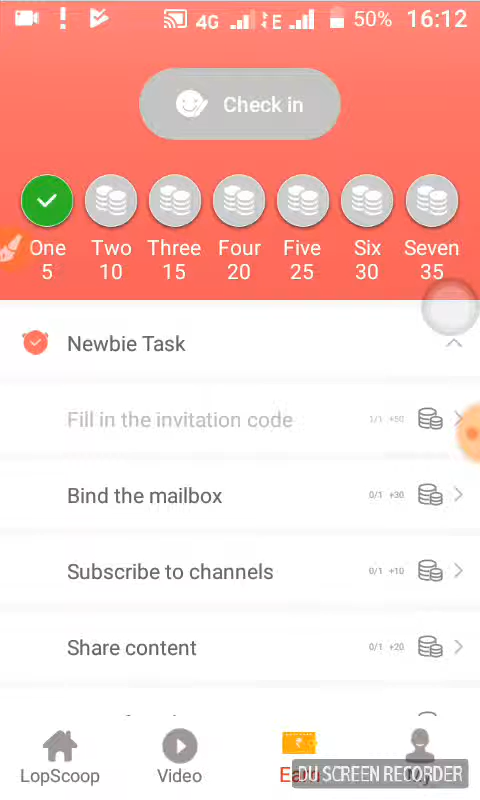 4G E 50% 16:12
Check in
One Two Three Four Five Six Seven
5 10 15 20 25 30 35
Newbie Task
Fill in the invitation code 1/1 +50
Bind the mailbox 0/1 +30
Subscribe to channels 0/1 +10
Share content 0/1 +20
LopScoop Video
DU SCREEN RECORDER